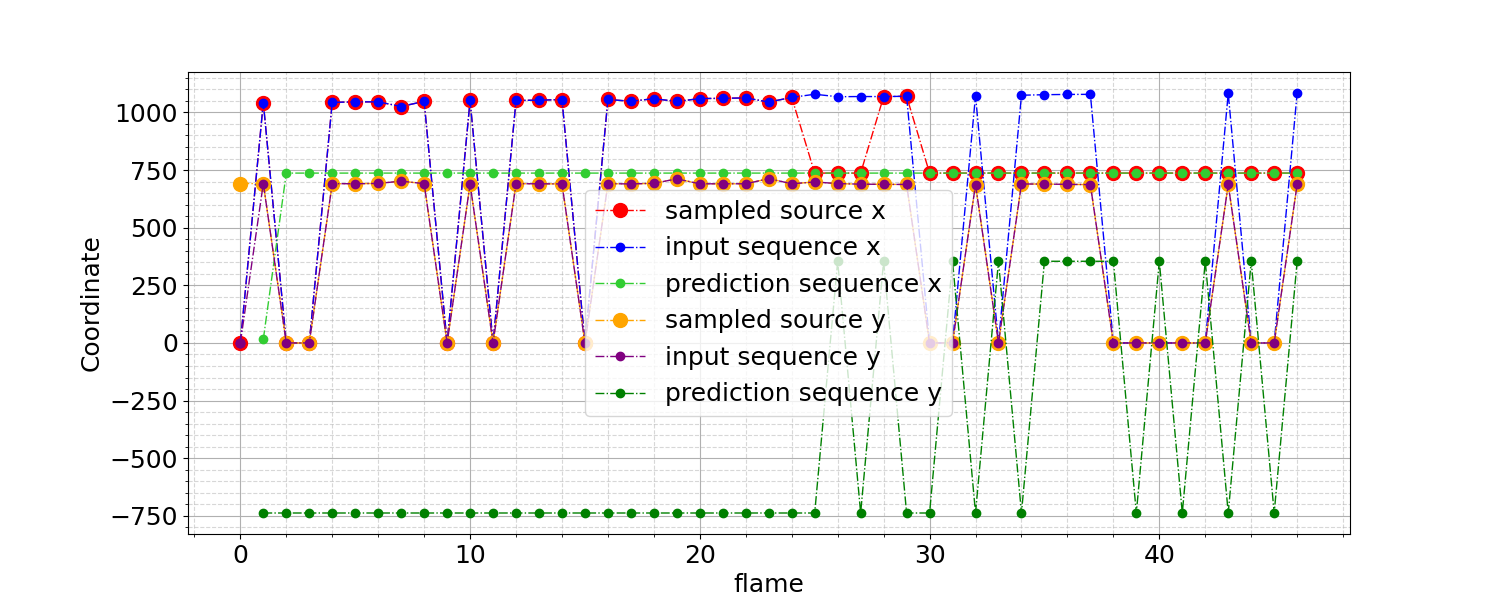 1000
750
500
250
0
−250
−500
−750
Coordinate
sampled source x
input sequence x
prediction sequence x
sampled source y
input sequence y
prediction sequence y
0 10 20 30 40
flame